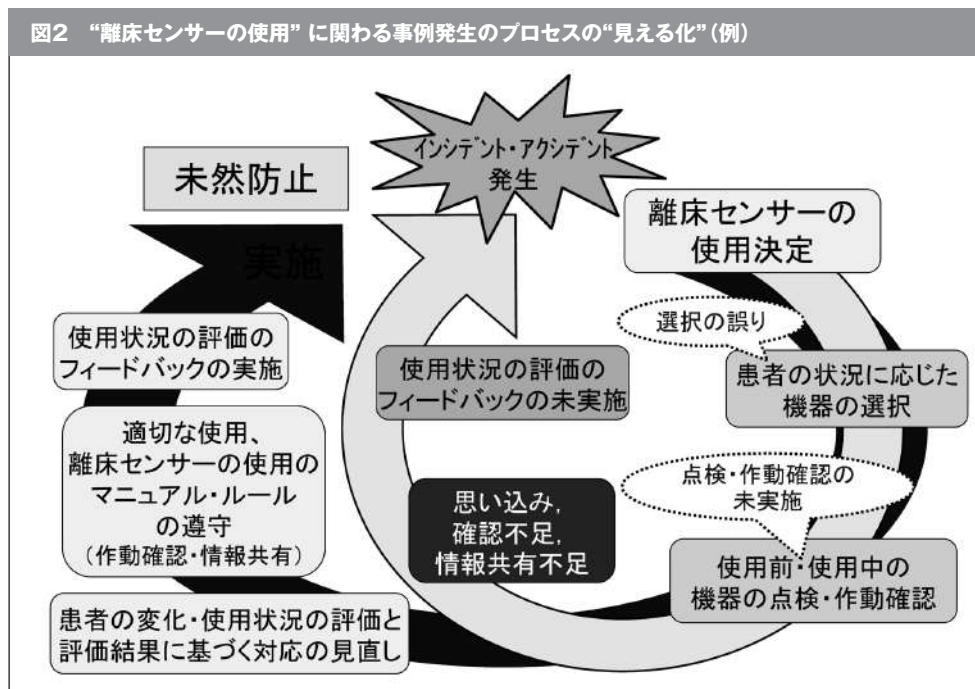 図2 “離床センサーの使用” に関わる事例発生のプロセスの“見える化”(例)
インシデント・アクシデント
発生
未然防止
実施
離床センサーの
使用決定
選択の誤り
患者の状況に応じた
機器の選択
点検・作動確認の
未実施
使用前・使用中の
機器の点検・作動確認
使用状況の評価の
フィードバックの未実施
思い込み,
確認不足,
情報共有不足
使用状況の評価の
フィードバックの実施
適切な使用、
離床センサーの使用の
マニュアル・ルール
の遵守
(作動確認・情報共有)
患者の変化・使用状況の評価と
評価結果に基づく対応の見直し